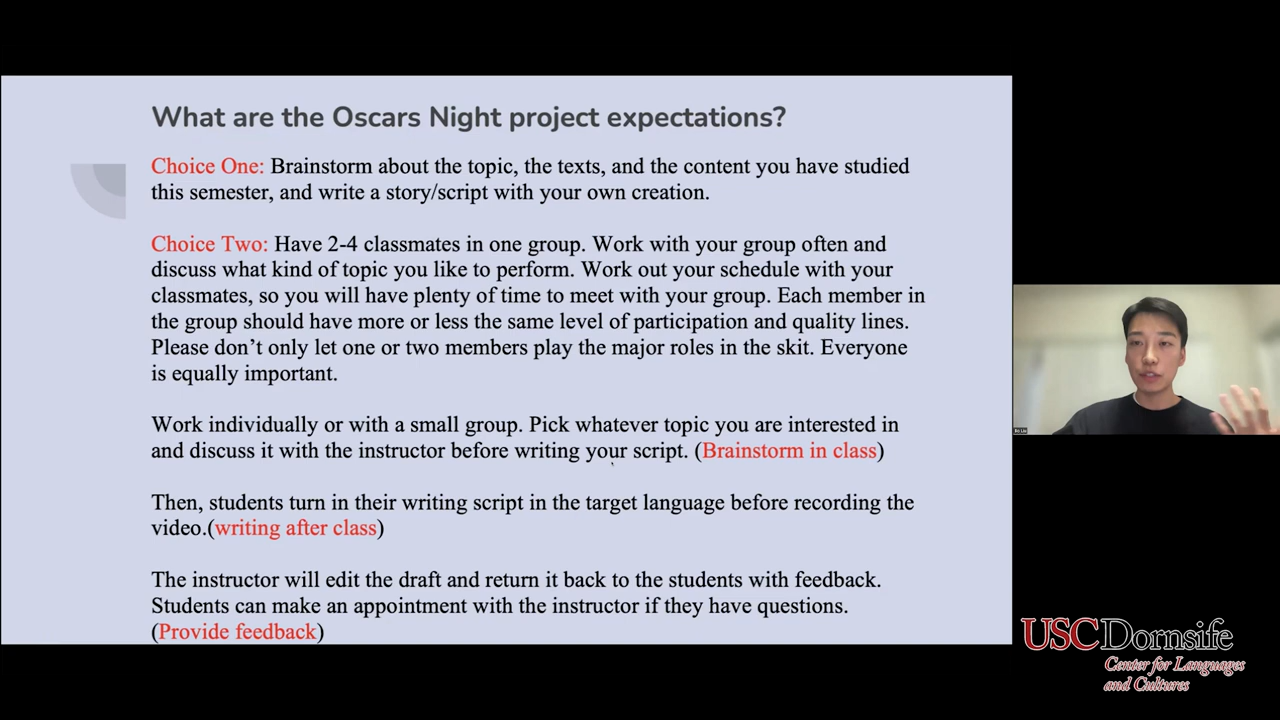 What are the Oscars Night project expectations?
Choice One: Brainstorm about the topic, the texts, and the content you have studied
this semester, and write a story/script with your own creation.
Choice Two: Have 2-4 classmates in one group. Work with your group often and
discuss what kind of topic you like to perform. Work out your schedule with your
classmates, so you will have plenty of time to meet with your group. Each member in
the group should have more or less the same level of participation and quality lines.
Please don’t only let one or two members play the major roles in the skit. Everyone
is equally important.
Work individually or with a small group. Pick whatever topic you are interested in
and discuss it with the instructor before writing your script. (Brainstorm in class)
Then, students turn in their writing script in the target language before recording the
video.(writing after class)
The instructor will edit the draft and return it back to the students with feedback.
Students can make an appointment with the instructor if they have questions.
(Provide feedback)
USCDornsife
Center for Languages
and Cultures